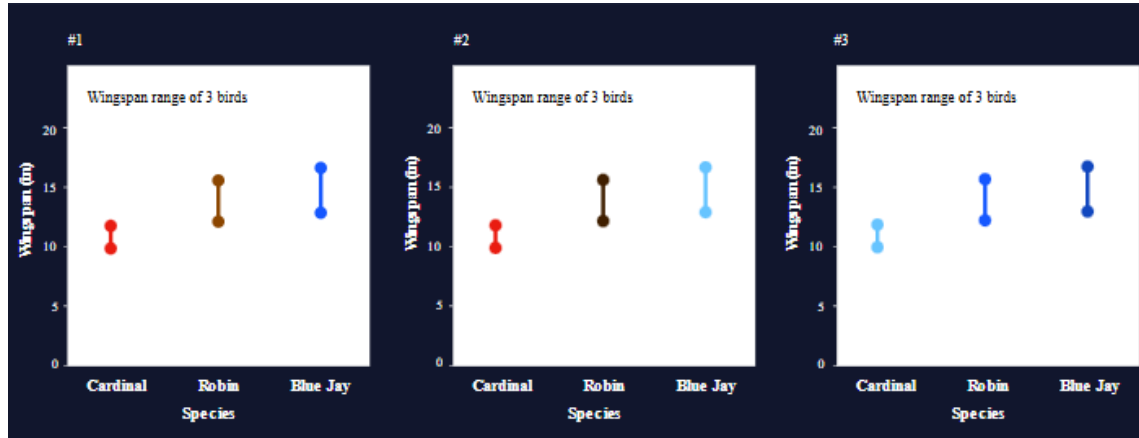 #1
Wingspan range of 3 birds
20
15
10
5
0
Wingspan (in)
Cardinal Robin Blue Jay
Species
#2
Wingspan range of 3 birds
20
15
10
5
0
Wingspan (in)
Cardinal Robin Blue Jay
Species
#3
Wingspan range of 3 birds
20
15
10
5
0
Wingspan (in)
Cardinal Robin Blue Jay
Species